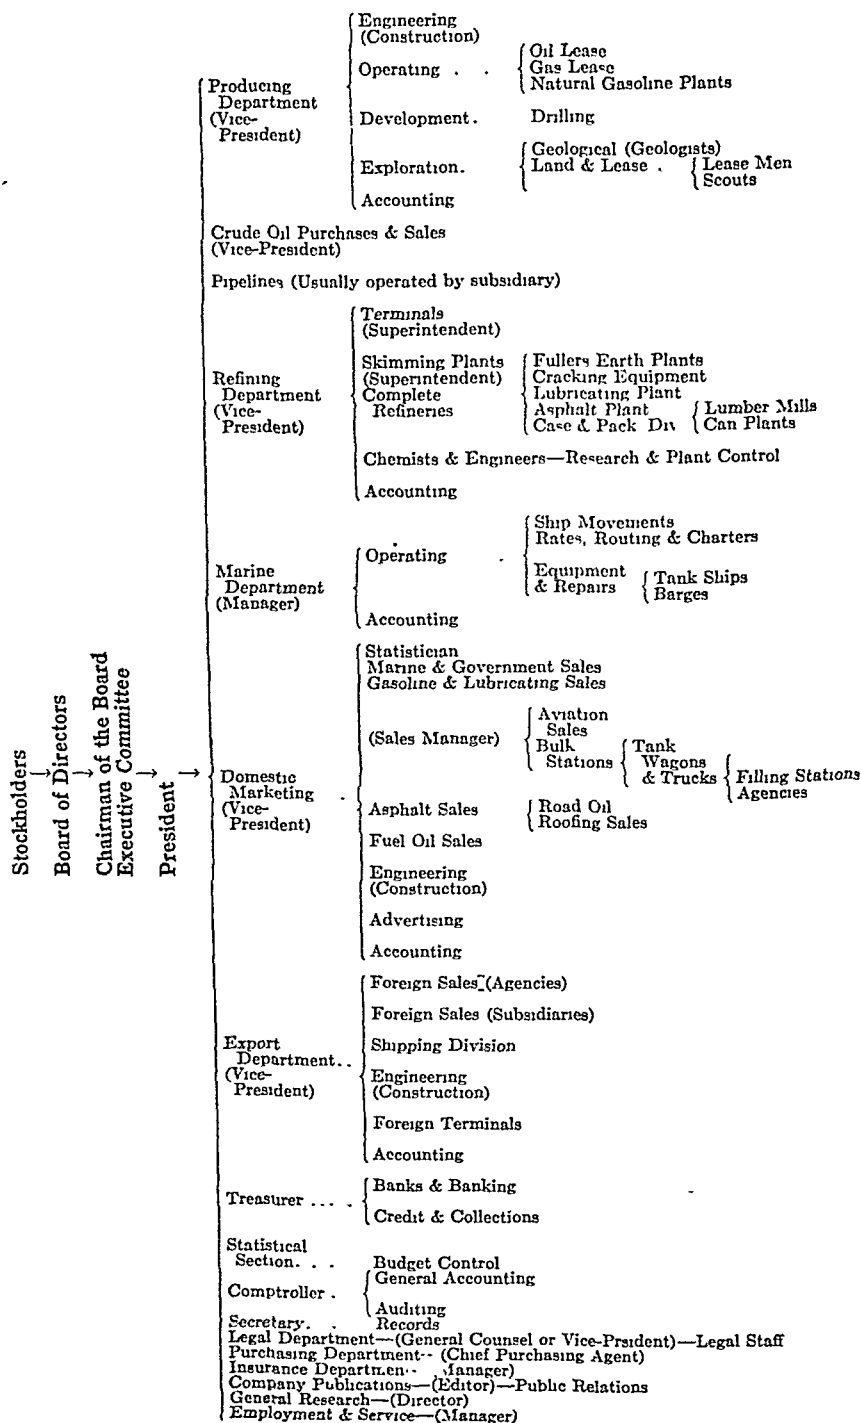 Stockholders
Board of Directors
Chairman of the Board
Executive Committee
President
Producing
Department
(Vice-
President)
Engineering
(Construction)
Operating . .
Oil Lease
Gas Lease
Natural Gasoline Plants
Development.
Drilling
Exploration.
Geological (Geologists)
Land & Lease .
Lease Men
Scouts
Accounting
Crude Oil Purchases & Sales
(Vice-President)
Pipelines (Usually operated by subsidiary)
Refining
Department
(Vice-
President)
Terminals
(Superintendent)
Skimming Plants
(Superintendent)
Complete
Refineries
Fullers Earth Plants
Cracking Equipment
Lubricating Plant
Asphalt Plant
Case & Pack Div
Lumber Mills
Can Plants
Chemists & Engineers—Research & Plant Control
Accounting
Marine
Department
(Manager)
Operating .
Ship Movements
Rates, Routing & Charters
Equipment
& Repairs
Tank Ships
Barges
Accounting
Domestic
Marketing .
(Vice-
President)
Statistician
Marine & Government Sales
Gasoline & Lubricating Sales
(Sales Manager)
Aviation
Sales
Bulk
Stations
Tank
Wagons
& Trucks
Filling Stations
Agencies
Asphalt Sales
Road Oil
Roofing Sales
Fuel Oil Sales
Engineering
(Construction)
Advertising
Accounting
Export
Department..
(Vice-
President)
Foreign Sales (Agencies)
Foreign Sales (Subsidiaries)
Shipping Division
Engineering
(Construction)
Foreign Terminals
Accounting
Treasurer ... .
Banks & Banking
Credit & Collections
Statistical
Section. . .
Budget Control
Comptroller .
General Accounting
Auditing
Secretary. .
Records
Legal Department—(General Counsel or Vice-Prsident)—Legal Staff
Purchasing Department-- (Chief Purchasing Agent)
Insurance Departmen-- Manager)
Company Publications—(Editor)—Public Relations
General Research—(Director)
Employment & Service—(Manager)